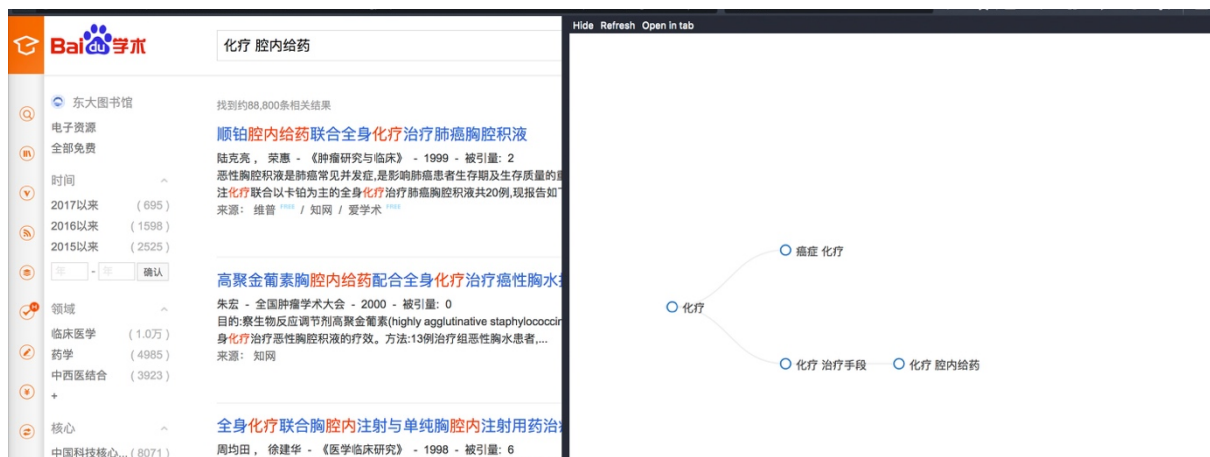 Hide Refresh Open in tab
Bai du 学术
化疗 腔内给药
东大图书馆
电子资源
全部免费
时间
2017以来 (695)
2016以来 (1598)
2015以来 (2525)
年 - 年 确认
领域
临床医学 (1.0万)
药学 (4985)
中西医结合 (3923)
+
核心
中国科技核心... (8071)
找到约88,800条相关结果
顺铂腔内给药联合全身化疗治疗肺癌胸腔积液
陆克亮， 荣惠 - 《肿瘤研究与临床》 - 1999 - 被引量: 2
恶性胸腔积液是肺癌常见并发症,是影响肺癌患者生存期及生存质量的
注化疗联合以卡铂为主的全身化疗治疗肺癌胸腔积液共20例,现报告如
来源： 维普 FREE / 知网 / 爱学术 FREE
高聚金葡素胸腔内给药配合全身化疗治疗癌性胸水
朱宏 - 全国肿瘤学术大会 - 2000 - 被引量: 0
目的:察生物反应调节剂高聚金葡素(highly agglutinative staphylococcin
身化疗治疗恶性胸腔积液的疗效。方法:13例治疗组恶性胸水患者,...
来源： 知网
全身化疗联合胸腔内注射与单纯胸腔内注射用药治
周均田， 徐建华 - 《医学临床研究》 - 1998 - 被引量: 6
癌症 化疗
化疗
化疗 治疗手段
化疗 腔内给药